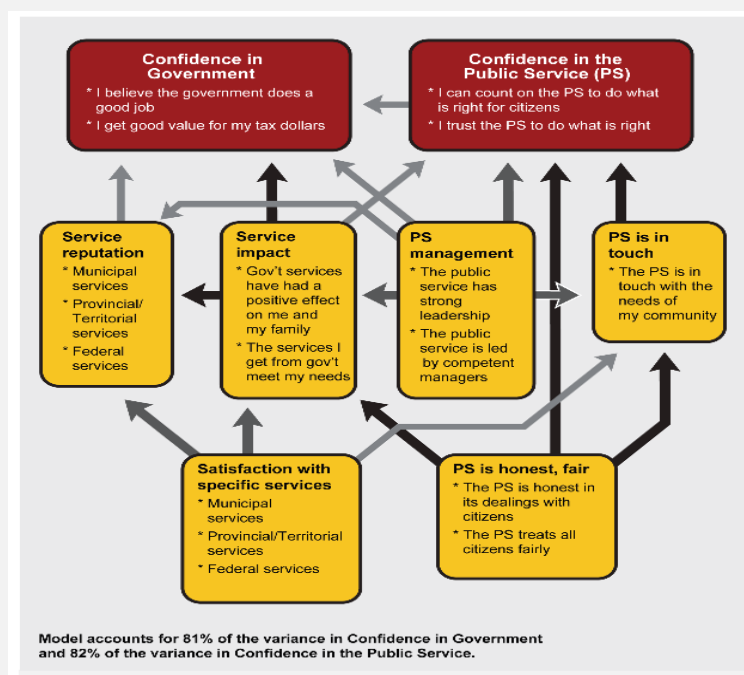 Confidence in
Government
* I believe the government does a
good job
* I get good value for my tax dollars
Confidence in the
Public Service (PS)
* I can count on the PS to do what
is right for citizens
* I trust the PS to do what is right
Service
reputation
* Municipal
services
* Provincial/
Territorial
services
* Federal
services
Service
impact
* Gov't services
have had a
positive effect
on me and
my family
* The services I
get from gov't
meet my needs
PS
management
* The public
service has
strong
leadership
* The public
service is led
by competent
managers
PS is in
touch
* The PS is in
touch with the
needs of
my community
Satisfaction with
specific services
* Municipal
services
* Provincial/Territorial
services
* Federal services
PS is honest, fair
* The PS is honest in
its dealings with
citizens
* The PS treats all
citizens fairly
Model accounts for 81% of the variance in Confidence in Government
and 82% of the variance in Confidence in the Public Service.